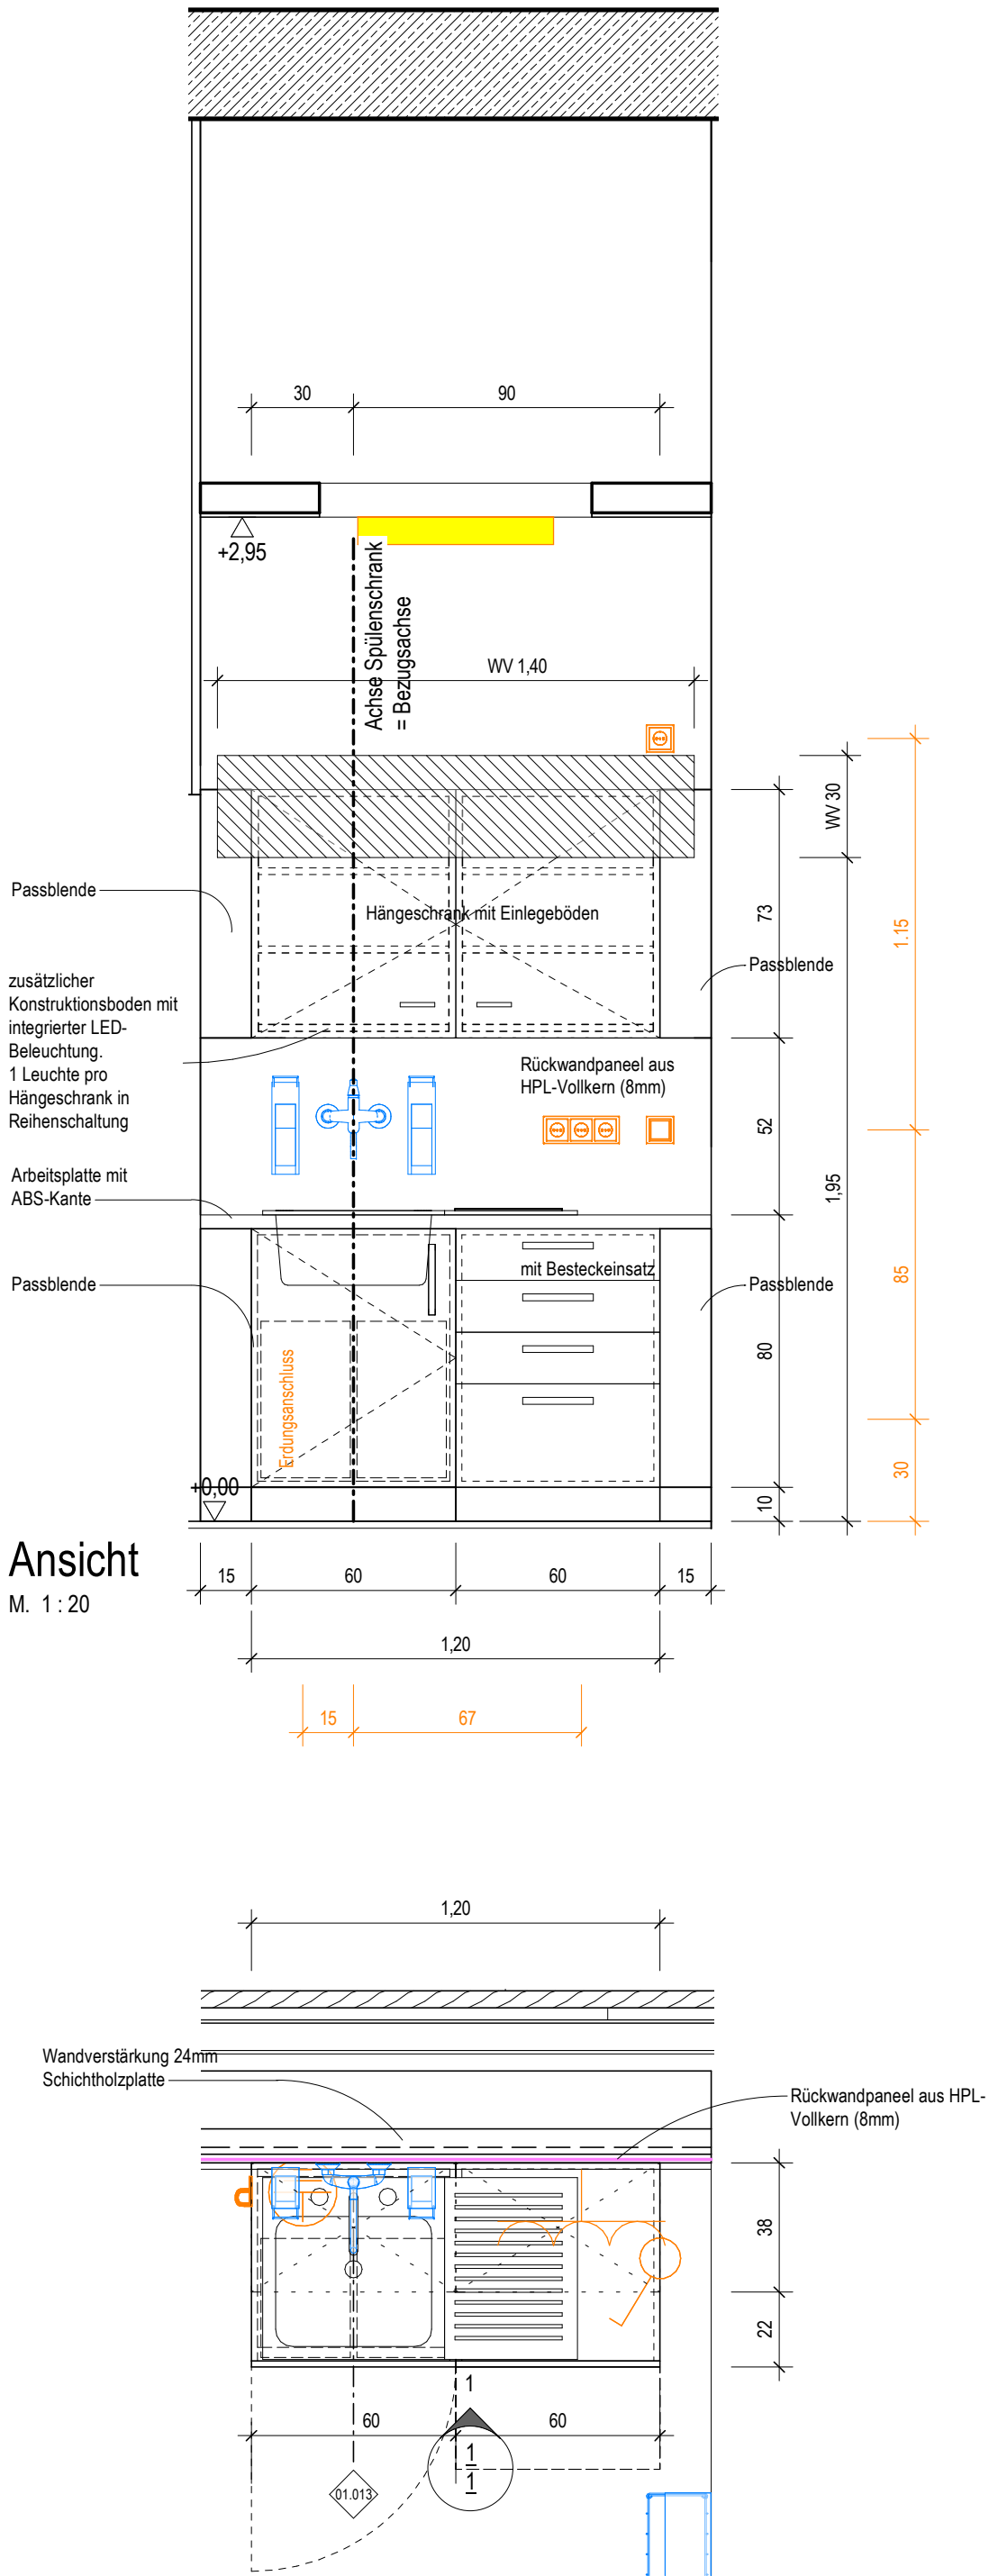 30
90
+2,95
Achse Spülenschrank
= Bezugsachse
WV 1,40
WV 30
Passblende
Hängeschrank mit Einlegeböden
73
1.15
Passblende
zusätzlicher
Konstruktionsboden mit
integrierter LED-
Beleuchtung.
1 Leuchte pro
Hängeschrank in
Reihenschaltung
Rückwandpaneel aus
HPL-Vollkern (8mm)
52
1,95
Arbeitsplatte mit
ABS-Kante
Passblende
mit Besteckeinsatz
Passblende
85
80
Erdungsanschluss
30
+0,00
10
Ansicht
M. 1 : 20
15
60
60
15
1,20
15
67
1,20
Wandverstärkung 24mm
Schichtholzplatte
Rückwandpaneel aus HPL-
Vollkern (8mm)
38
22
1
60
60
1
1
01.013